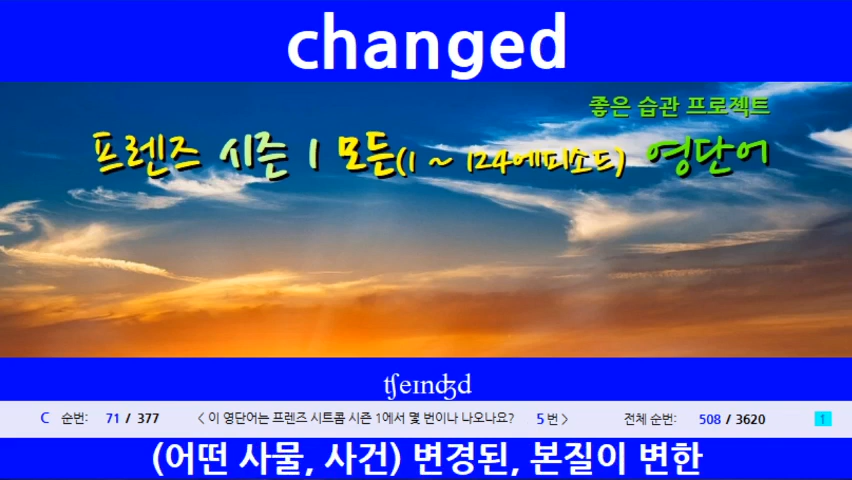 changed
좋은 습관 프로젝트
프렌즈 시즌 1 모든(1 ~ 124에피소드) 영단어
ʧeɪnʤd
C 순번: 71 / 377 < 이 영단어는 프렌즈 시트콤 시즌 1에서 몇 번이나 나오나요? 5 번 > 전체 순번: 508 / 3620 1
(어떤 사물, 사건) 변경된, 본질이 변한